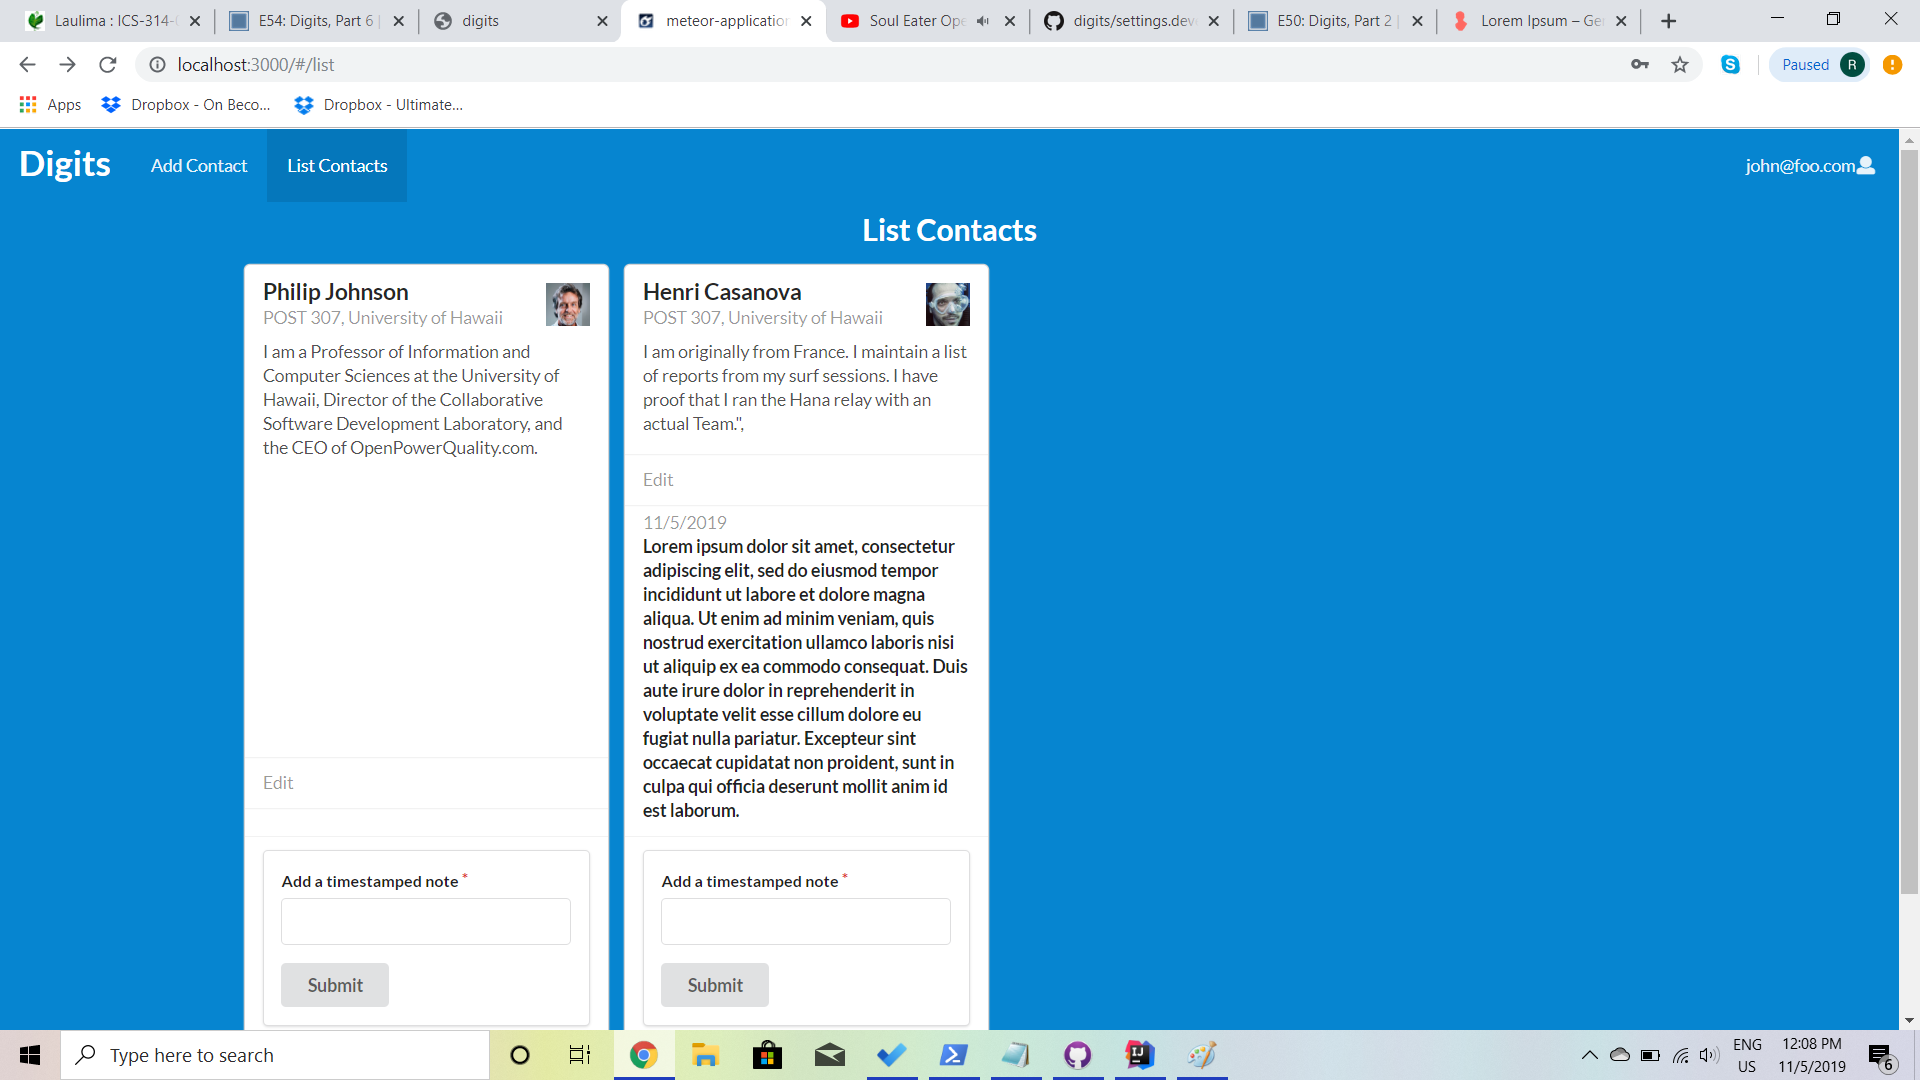 Laulima : ICS-314-
E54: Digits, Part 6 |
digits
meteor-application
Soul Eater Ope
digits/settings.deve
E50: Digits, Part 2 |
Lorem Ipsum – Ge
localhost:3000/#/list
Paused
R
Apps
Dropbox - On Beco...
Dropbox - Ultimate...
Digits
Add Contact
List Contacts
john@foo.com
List Contacts
Philip Johnson
POST 307, University of Hawaii
I am a Professor of Information and
Computer Sciences at the University of
Hawaii, Director of the Collaborative
Software Development Laboratory, and
the CEO of OpenPowerQuality.com.
Edit
Add a timestamped note *
Submit
Henri Casanova
POST 307, University of Hawaii
I am originally from France. I maintain a list
of reports from my surf sessions. I have
proof that I ran the Hana relay with an
actual Team.",
Edit
11/5/2019
Lorem ipsum dolor sit amet, consectetur
adipiscing elit, sed do eiusmod tempor
incididunt ut labore et dolore magna
aliqua. Ut enim ad minim veniam, quis
nostrud exercitation ullamco laboris nisi
ut aliquip ex ea commodo consequat. Duis
aute irure dolor in reprehenderit in
voluptate velit esse cillum dolore eu
fugiat nulla pariatur. Excepteur sint
occaecat cupidatat non proident, sunt in
culpa qui officia deserunt mollit anim id
est laborum.
Add a timestamped note *
Submit
Type here to search
ENG
US
12:08 PM
11/5/2019
6